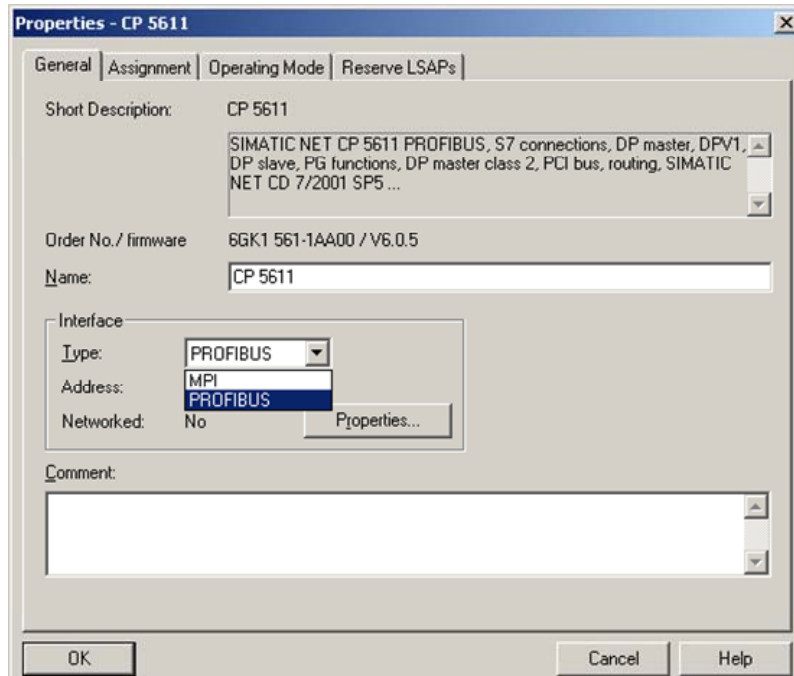 Properties - CP 5611
General Assignment Operating Mode Reserve LSAPs
Short Description: CP 5611
SIMATIC NET CP 5611 PROFIBUS, S7 connections, DP master, DPV1,
DP slave, PG functions, DP master class 2, PCI bus, routing, SIMATIC
NET CD 7/2001 SP5 ...
Order No./ firmware 6GK1 561-1AA00 / V6.0.5
Name: CP 5611
Interface
Type: PROFIBUS
MPI
Address: PROFIBUS
Networked: No Properties...
Comment:
OK Cancel Help